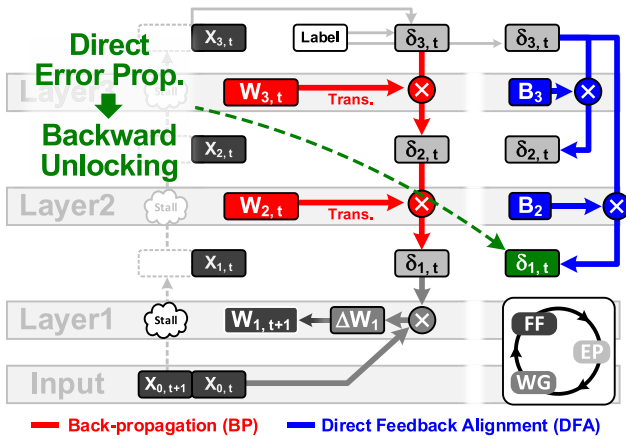 X3, t
Label
δ3, t
δ3, t
Direct
Error Prop.
Backward
Unlocking
Layer3
Stall
W3, t
Trans.
B3
X2, t
δ2, t
δ2, t
Layer2
Stall
W2, t
Trans.
B2
X1, t
δ1, t
δ1, t
Layer1
Stall
W1, t+1
ΔW1
FF
EP
WG
Input
X0, t+1
X0, t
Back-propagation (BP)
Direct Feedback Alignment (DFA)